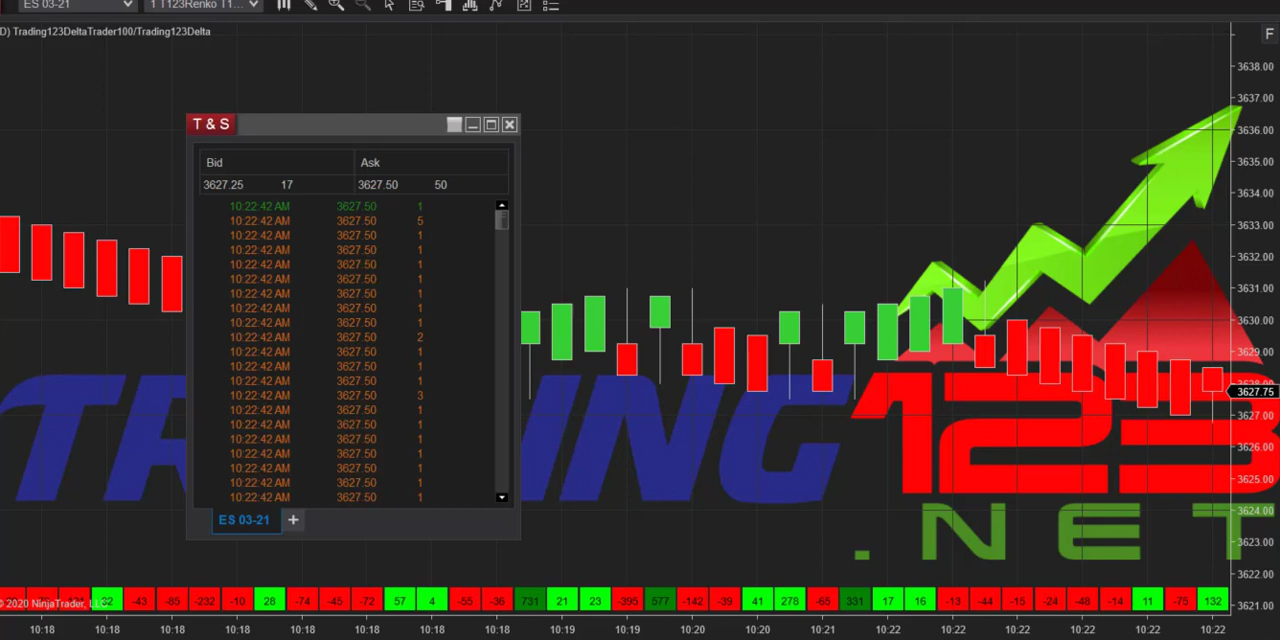 ES 03-21
1 T123Renko T1...
D) Trading123DeltaTrader100/Trading123Delta
F
T & S
Bid Ask
3627.25 17 3627.50 50
10:22:42 AM 3627.50 1
10:22:42 AM 3627.50 5
10:22:42 AM 3627.50 1
10:22:42 AM 3627.50 1
10:22:42 AM 3627.50 1
10:22:42 AM 3627.50 1
10:22:42 AM 3627.50 1
10:22:42 AM 3627.50 1
10:22:42 AM 3627.50 1
10:22:42 AM 3627.50 2
10:22:42 AM 3627.50 1
10:22:42 AM 3627.50 1
10:22:42 AM 3627.50 1
10:22:42 AM 3627.50 3
10:22:42 AM 3627.50 1
10:22:42 AM 3627.50 1
10:22:42 AM 3627.50 1
10:22:42 AM 3627.50 1
10:22:42 AM 3627.50 1
10:22:42 AM 3627.50 1
10:22:42 AM 3627.50 1
ES 03-21 +
3638.00
3637.00
3636.00
3635.00
3634.00
3633.00
3632.00
3631.00
3630.00
3629.00
3627.75
3627.00
3626.00
3625.00
3624.00
3623.00
3622.00
3621.00
123
.NET
© 2020 NinjaTrader, LLC
-43 -85 -232 -10 28 -74 -45 -72 57 4 -55 -36 731 21 23 -395 577 -142 -39 41 278 -65 331 17 16 -13 -44 -15 -24 -48 -14 11 -75 132
10:18 10:18 10:18 10:18 10:18 10:18 10:18 10:18 10:19 10:19 10:20 10:20 10:21 10:22 10:22 10:22 10:22 10:22 10:22